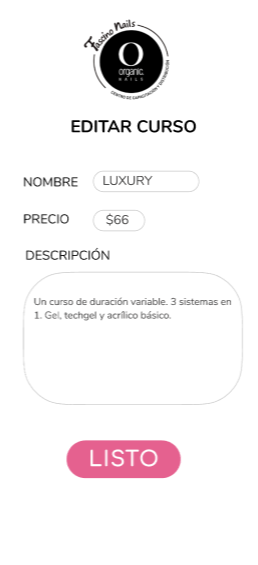 Fascino Nails
O
organic
NAILS
CENTRO DE CAPACITACIÓN Y DISTRIBUCIÓN
EDITAR CURSO
NOMBRE LUXURY
PRECIO $66
DESCRIPCIÓN
Un curso de duración variable. 3 sistemas en
1. Gel, techgel y acrílico básico.
LISTO